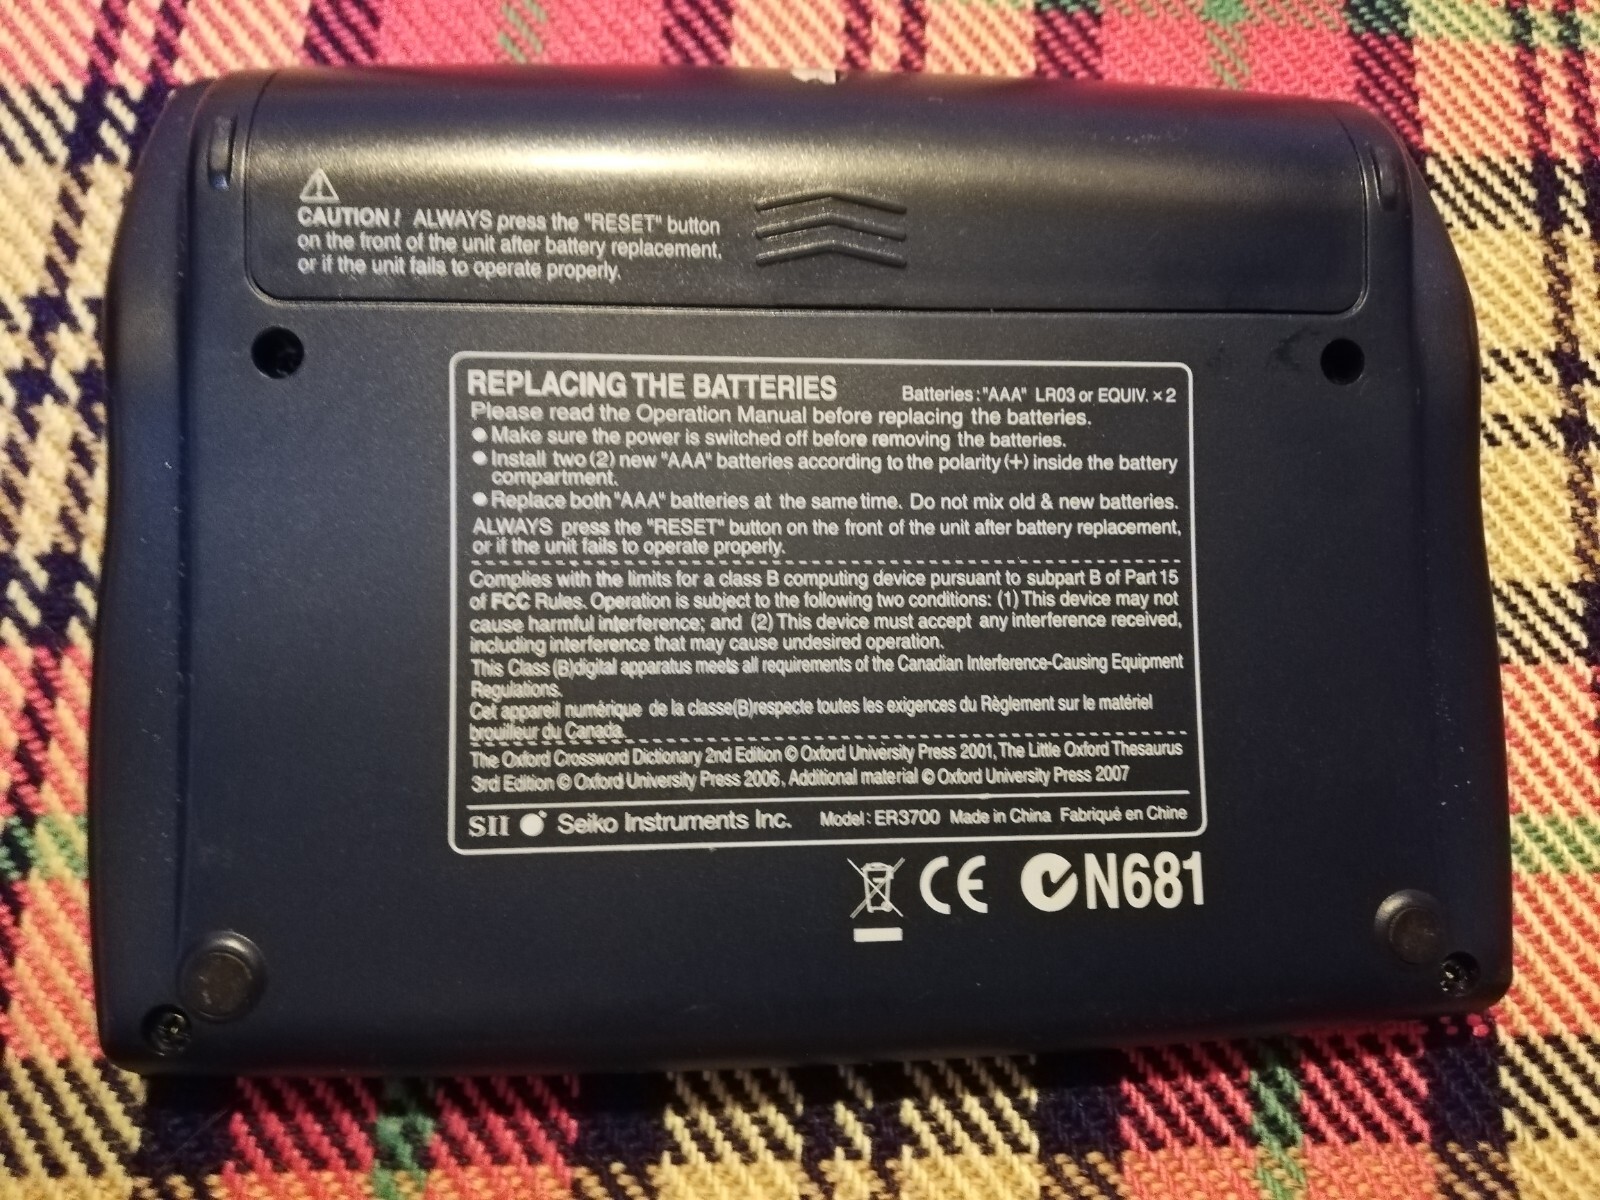 CAUTION! ALWAYS press the "RESET" button
on the front of the unit after battery replacement,
or if the unit fails to operate properly.
REPLACING THE BATTERIES Batteries:"AAA" LR03 or EQUIV. ×2
Please read the Operation Manual before replacing the batteries.
● Make sure the power is switched off before removing the batteries.
● Install two (2) new "AAA" batteries according to the polarity (+) inside the battery
compartment.
● Replace both "AAA" batteries at the same time. Do not mix old & new batteries.
ALWAYS press the "RESET" button on the front of the unit after battery replacement,
or if the unit fails to operate properly.
Complies with the limits for a class B computing device pursuant to subpart B of Part 15
of FCC Rules. Operation is subject to the following two conditions: (1) This device may not
cause harmful interference; and (2) This device must accept any interference received,
including interference that may cause undesired operation.
This Class (B)digital apparatus meets all requirements of the Canadian Interference-Causing Equipment
Regulations.
Cet appareil numérique de la classe(B)respecte toutes les exigences du Règlement sur le matériel
brouilleur du Canada.
The Oxford Crossword Dictionary 2nd Edition © Oxford University Press 2001, The Little Oxford Thesaurus
3rd Edition © Oxford University Press 2006, Additional material © Oxford University Press 2007
SII Seiko Instruments Inc. Model: ER3700 Made in China Fabriqué en Chine
CE N681